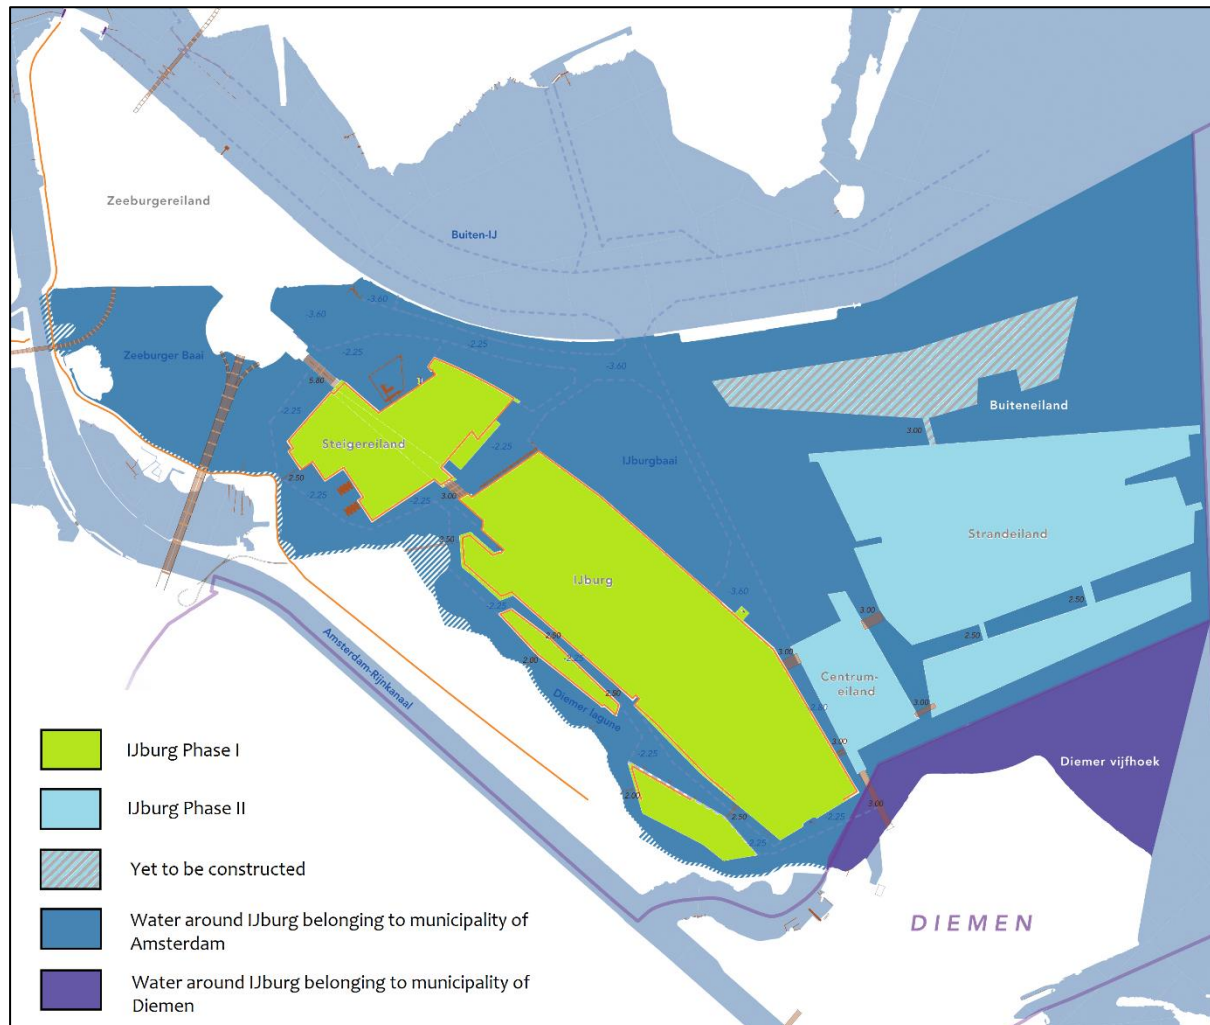 Zeeburgereiland
Buiten-IJ
-3.60
-3.60
-2.25
-2.25
Zeeburger Baai
-3.60
5.80
Buiteneiland
-2.25
3.00
Steigereiland
-2.25
IJburgbaai
2.50
-2.25
-2.25
3.00
Strandeiland
2.50
IJburg
3.60
2.50
-2.25
3.00
2.50
2.50
Amsterdam-Rijnkanaal
3.00
2.00
-2.25
Centrum-
eiland
2.50
Diemer lagune
3.00
IJburg Phase I
3.00
-2.25
Diemer vijfhoek
2.00
3.00
IJburg Phase II
2.50
-2.25
-2.25
Yet to be constructed
Water around IJburg belonging to municipality of
Amsterdam
DIEMEN
Water around IJburg belonging to municipality of
Diemen